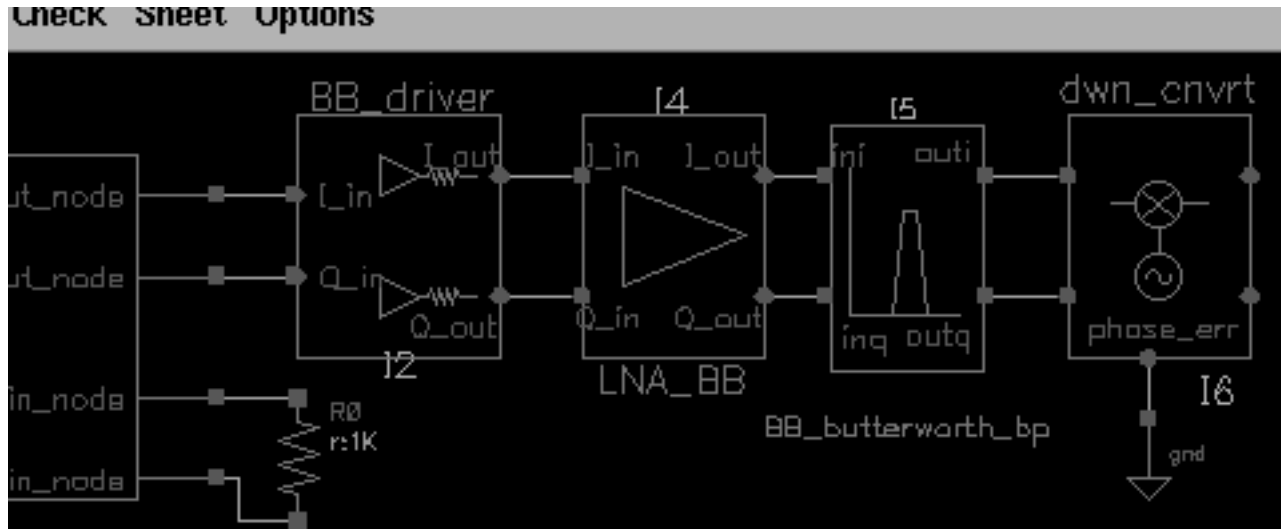 Check Sheet Options
BB_driver
I4
I5
dwn_cnvrt
I_out
I_in
I_out
ini
outi
ut_node
I_in
ut_node
Q_in
Q_out
Q_in
Q_out
inq
outq
phase_err
I2
LNA_BB
I6
in_node
R0
r:1K
BB_butterworth_bp
gnd
in_node